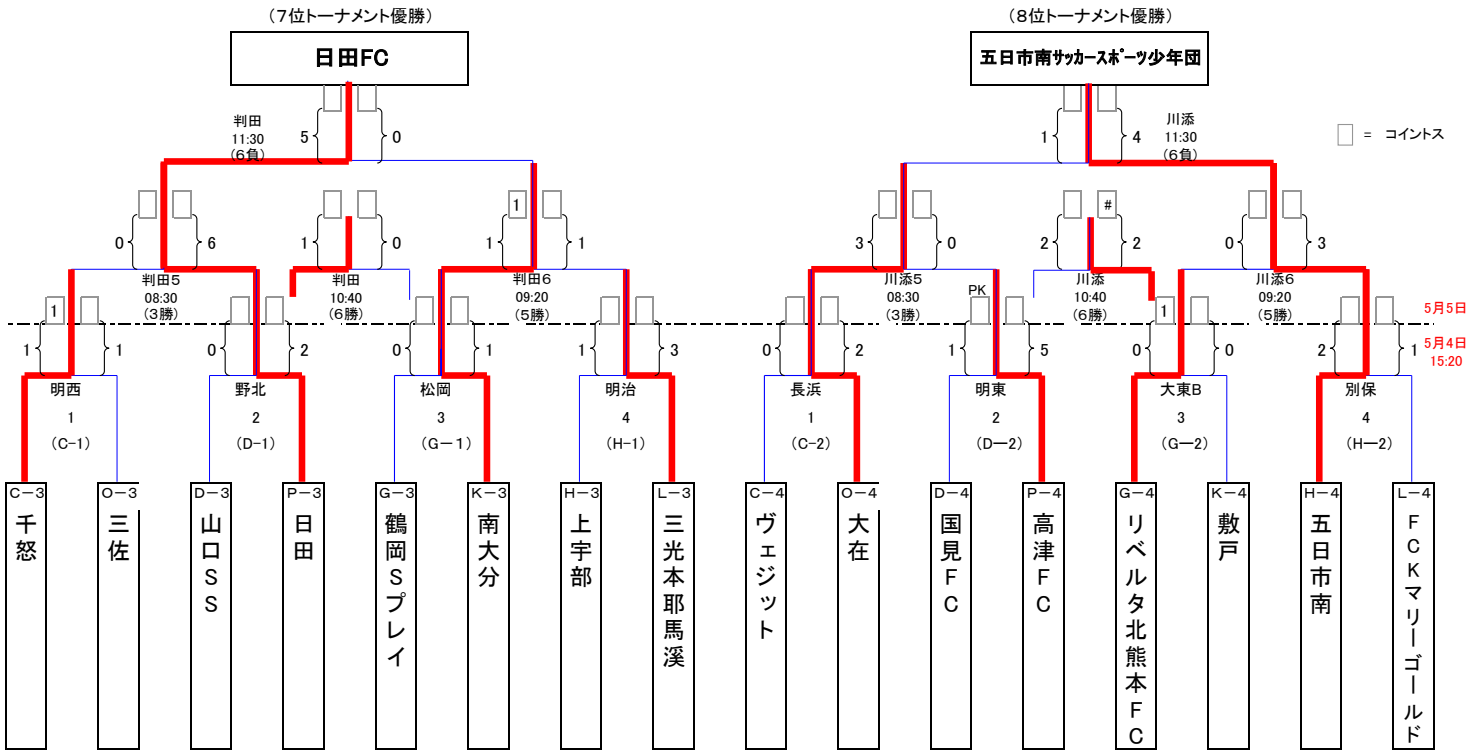 (7位トーナメント優勝)
(8位トーナメント優勝)
日田FC
五日市南サッカースポーツ少年団
判田
11:30
(6負)
5
0
1
4
川添
11:30
(6負)
= コイントス
1
#
0
6
1
0
1
1
3
0
2
2
0
3
判田5
08:30
(3勝)
判田
10:40
(6勝)
判田6
09:20
(5勝)
川添5
08:30
(3勝)
川添
10:40
(6勝)
川添6
09:20
(5勝)
1
PK
1
5月5日
5月4日
15:20
1
1
0
2
0
1
1
3
0
2
1
5
0
0
2
1
明西
野北
松岡
明治
長浜
明東
大東B
別保
1
2
3
4
1
2
3
4
(C-1)
(D-1)
(G-1)
(H-1)
(C-2)
(D-2)
(G-2)
(H-2)
C-3
O-3
D-3
P-3
G-3
K-3
H-3
L-3
C-4
O-4
D-4
P-4
G-4
K-4
H-4
L-4
千怒
三佐
山口SS
日田
鶴岡Sプレイ
南大分
上宇部
三光本耶馬溪
ヴェジット
大在
国見FC
高津FC
リベルタ北熊本FC
敷戸
五日市南
FCKマリーゴールド